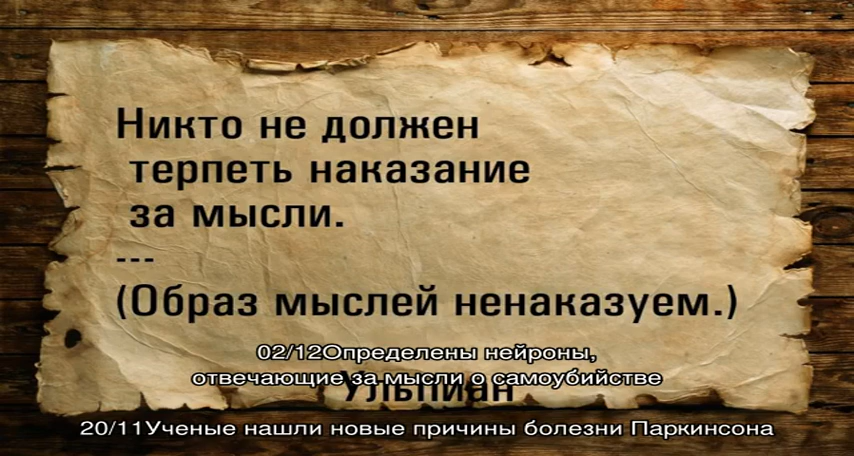 Никто не должен
терпеть наказание
за мысли.
---
(Образ мыслей ненаказуем.)
02/12Определены нейроны,
отвечающие за мысли о самоубийстве
Ульпиан
20/11Ученые нашли новые причины болезни Паркинсона